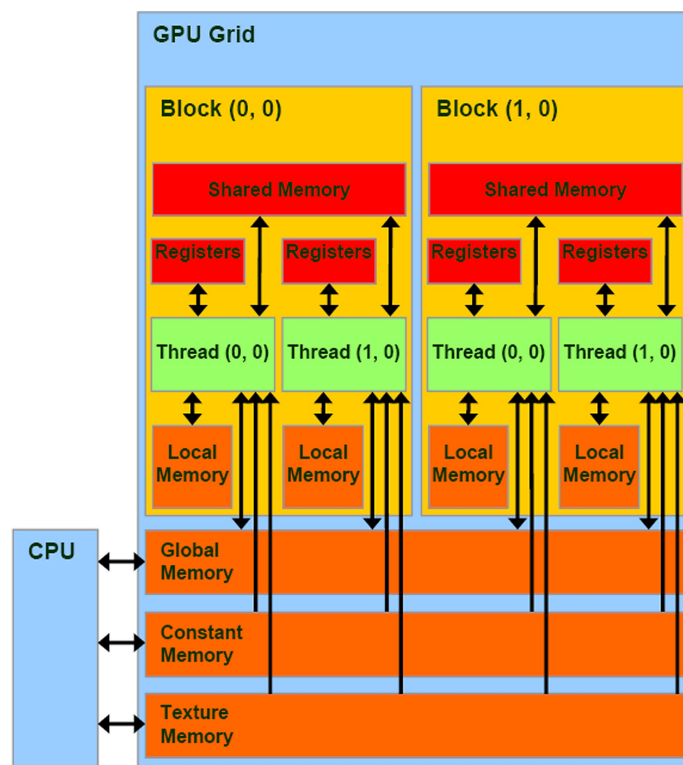 GPU Grid
Block (0, 0)
Block (1, 0)
Shared Memory
Shared Memory
Registers
Registers
Registers
Registers
Thread (0, 0)
Thread (1, 0)
Thread (0, 0)
Thread (1, 0)
Local
Memory
Local
Memory
Local
Memory
Local
Memory
CPU
Global
Memory
Constant
Memory
Texture
Memory